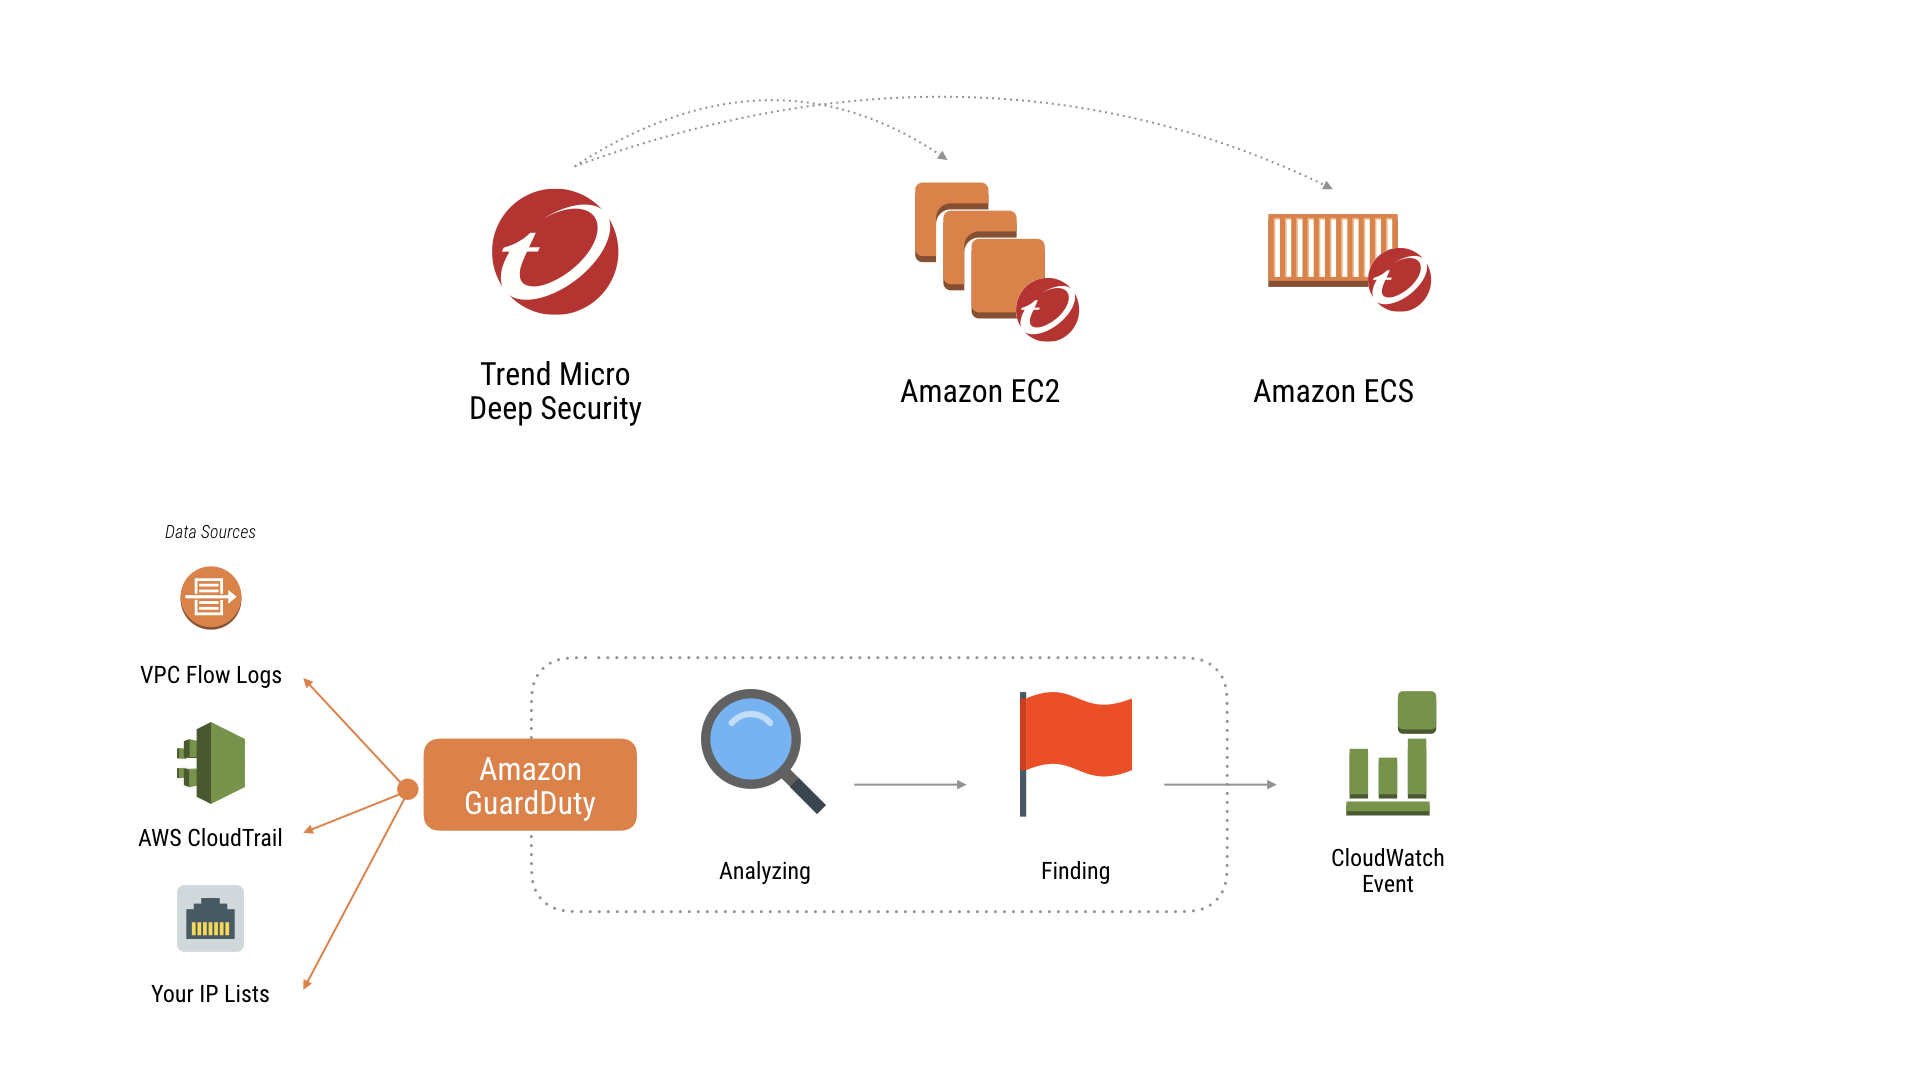 Trend Micro
Deep Security
Amazon EC2
Amazon ECS
Data Sources
VPC Flow Logs
AWS CloudTrail
Your IP Lists
Amazon
GuardDuty
Analyzing
Finding
CloudWatch
Event